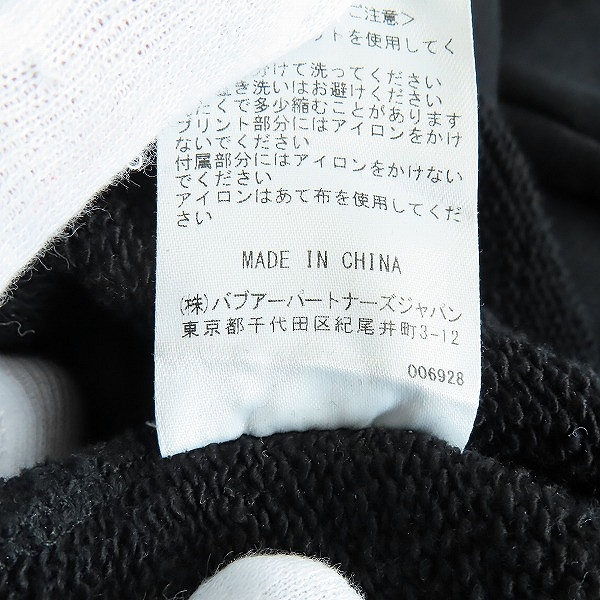 ご注意＞
ットを使用してく
分けて洗ってください
き洗いはお避けください
たくで多少縮むことがあります
プリント部分にはアイロンをかけ
ないでください
付属部分にはアイロンをかけない
でください
アイロンはあて布を使用してくだ
さい
MADE IN CHINA
(株)バブアーパートナーズジャパン
東京都千代田区紀尾井町3-12
006928